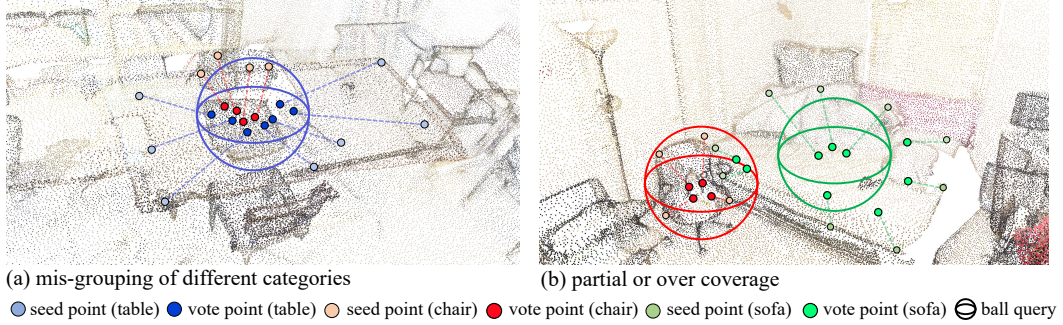 (a) mis-grouping of different categories
(b) partial or over coverage
seed point (table) vote point (table) seed point (chair) vote point (chair) seed point (sofa) vote point (sofa) ball query